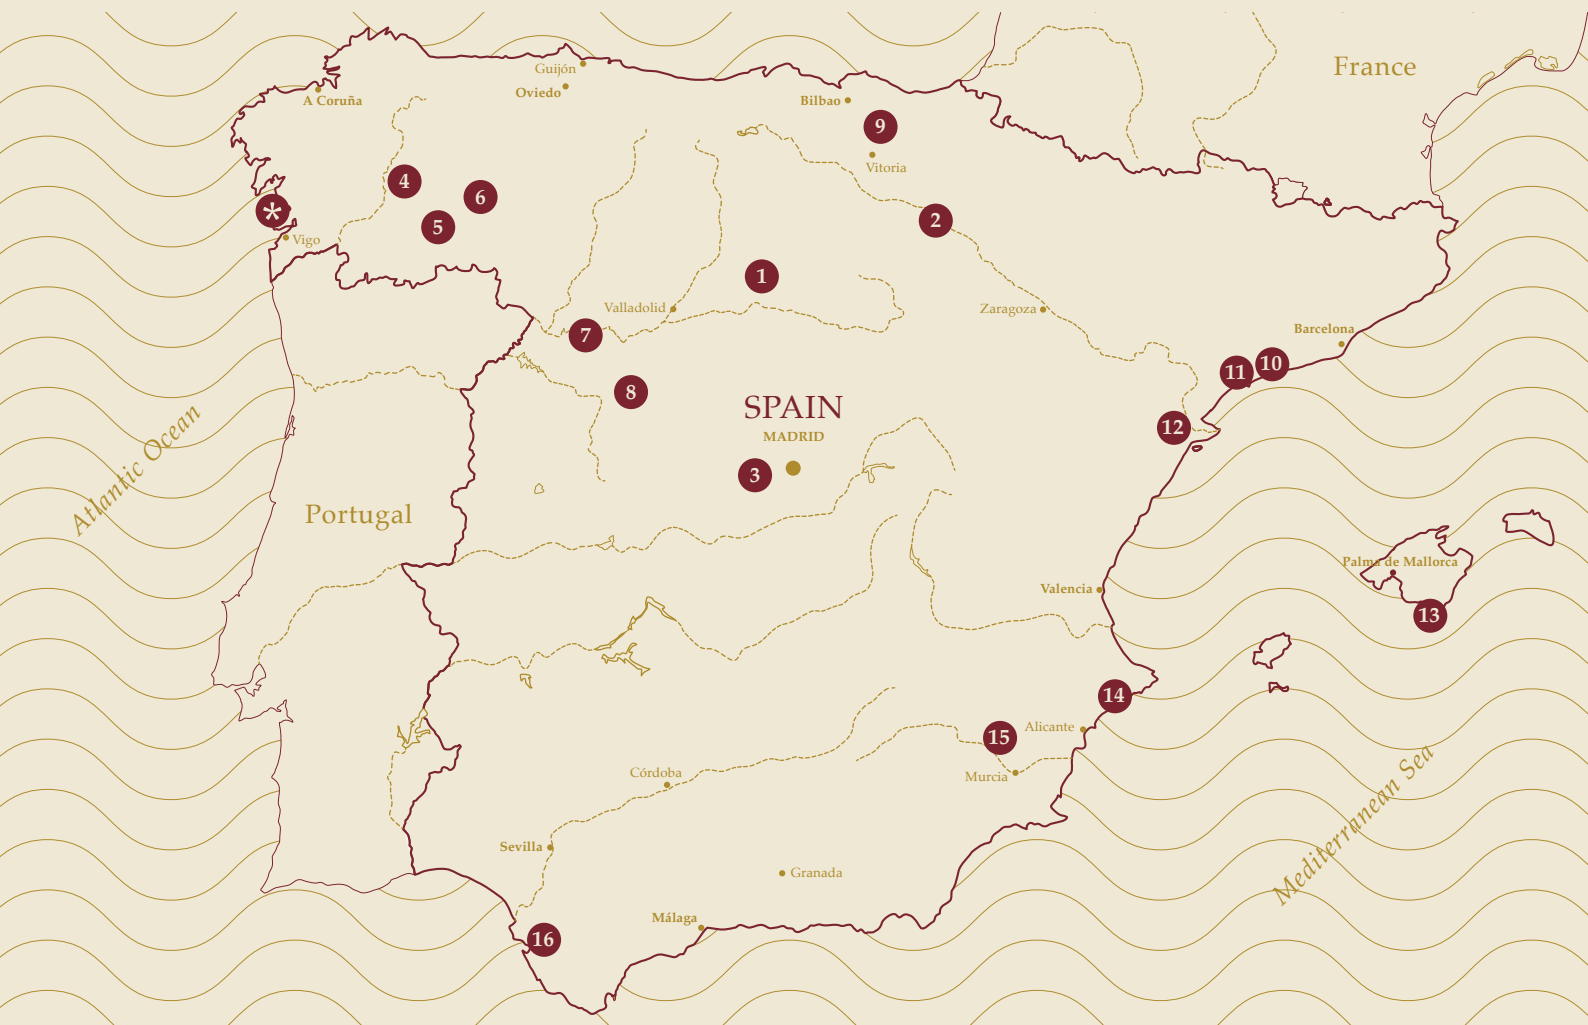 France
Guijón
Oviedo
A Coruña
Bilbao
9
Vitoria
4
6
*
5
2
Vigo
1
Valladolid
Zaragoza
7
Barcelona
11
10
8
SPAIN
MADRID
12
3
Atlantic Ocean
Portugal
Palma de Mallorca
Valencia
13
14
Alicante
15
Murcia
Córdoba
Mediterranean Sea
Sevilla
Granada
Málaga
16